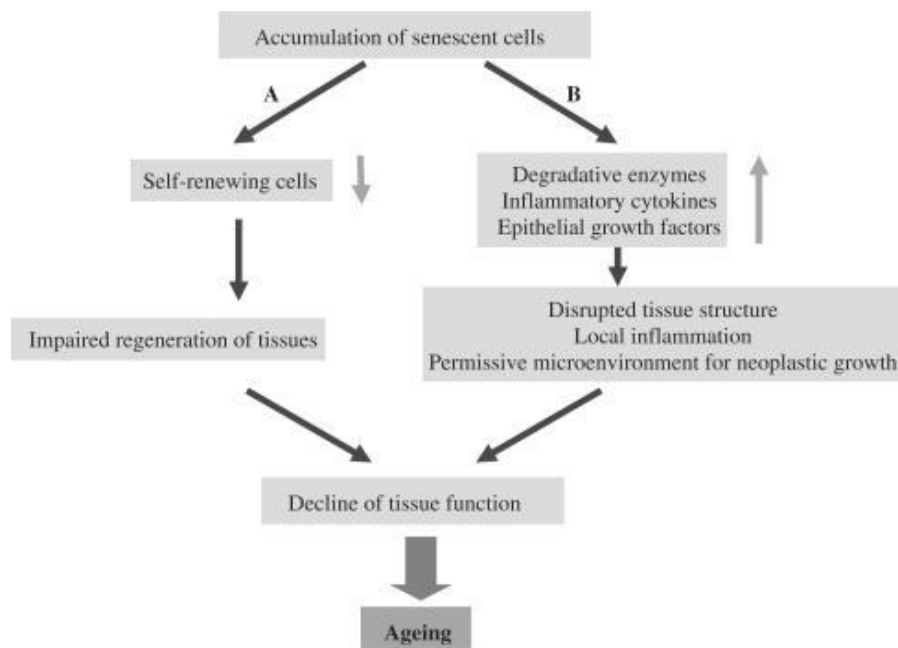 Accumulation of senescent cells
A
B
Self-renewing cells
Degradative enzymes
Inflammatory cytokines
Epithelial growth factors
Impaired regeneration of tissues
Disrupted tissue structure
Local inflammation
Permissive microenvironment for neoplastic growth
Decline of tissue function
Ageing